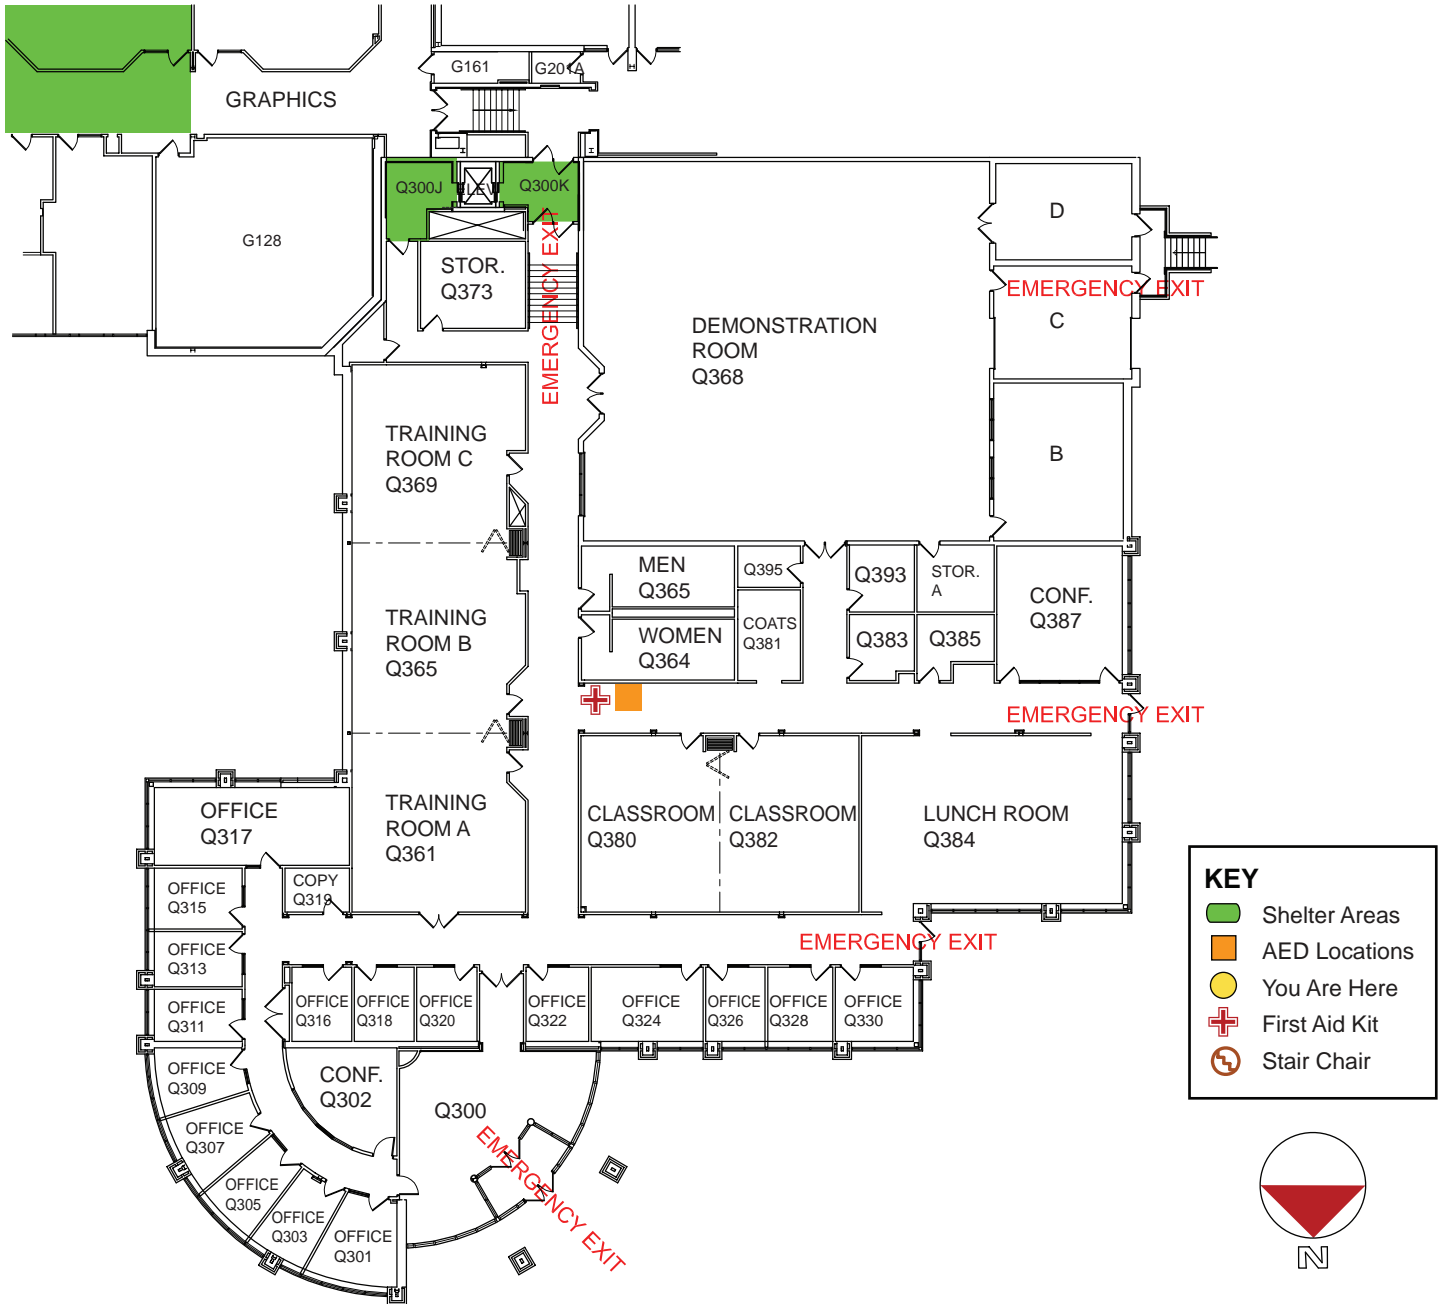 G161
G201A
GRAPHICS
Q300J
ELEV
Q300K
G128
D
STOR.
Q373
EMERGENCY EXIT
EMERGENCY EXIT
C
DEMONSTRATION
ROOM
Q368
TRAINING
ROOM C
Q369
B
MEN
Q365
Q395
Q393
STOR.
A
CONF.
Q387
TRAINING
ROOM B
Q365
WOMEN
Q364
COATS
Q381
Q383
Q385
EMERGENCY EXIT
OFFICE
Q317
TRAINING
ROOM A
Q361
CLASSROOM
Q380
CLASSROOM
Q382
LUNCH ROOM
Q384
COPY
Q319
OFFICE
Q315
EMERGENCY EXIT
OFFICE
Q313
OFFICE
Q311
OFFICE
Q316
OFFICE
Q318
OFFICE
Q320
OFFICE
Q322
OFFICE
Q324
OFFICE
Q326
OFFICE
Q328
OFFICE
Q330
OFFICE
Q309
CONF.
Q302
Q300
OFFICE
Q307
EMERGENCY EXIT
OFFICE
Q305
OFFICE
Q303
OFFICE
Q301
KEY
Shelter Areas
AED Locations
You Are Here
First Aid Kit
Stair Chair
N